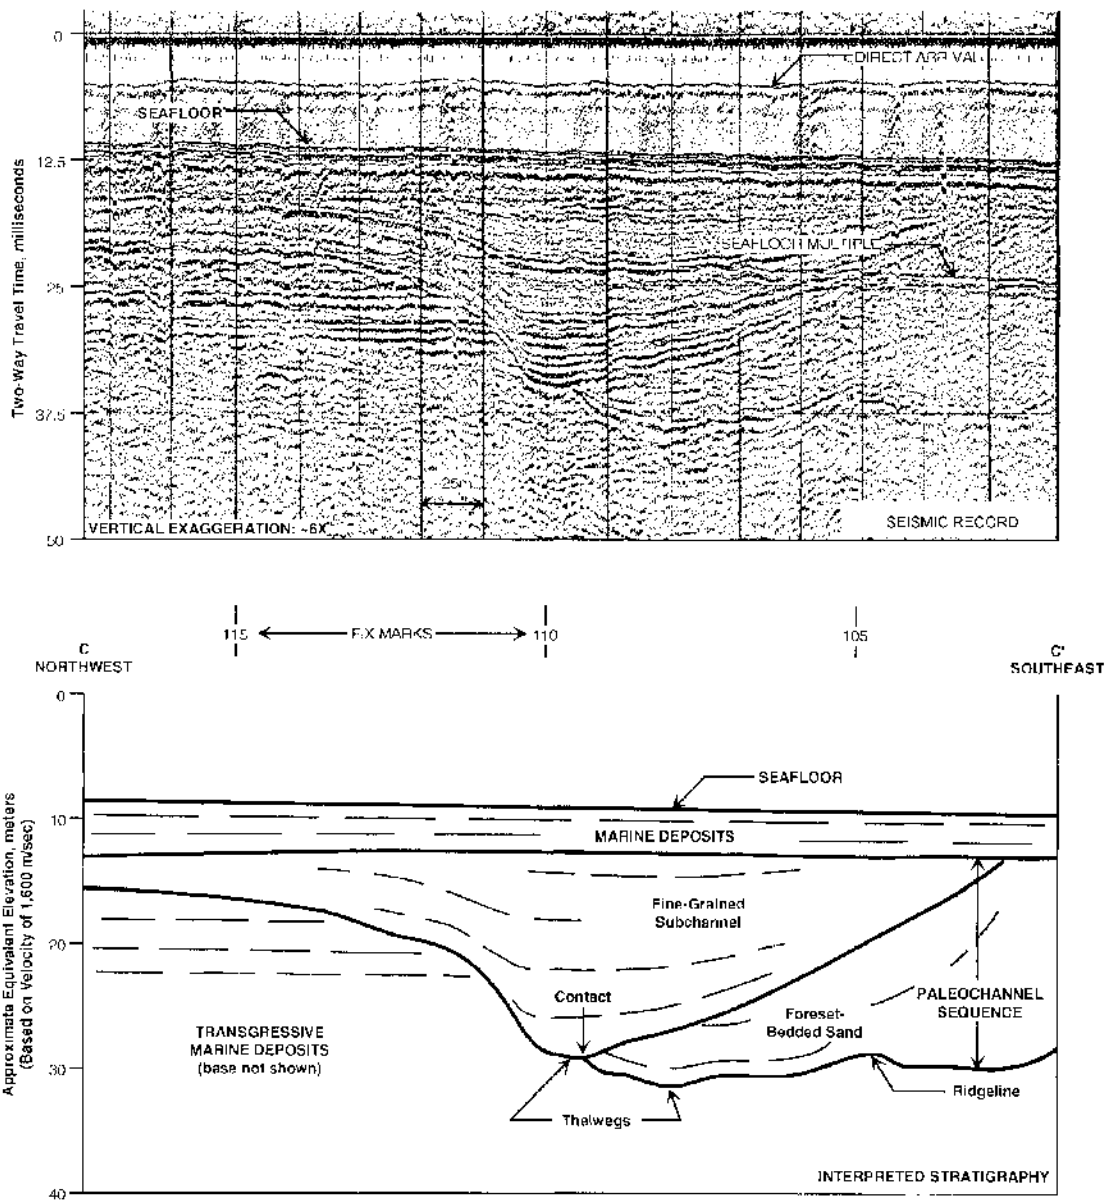 0
12.5
25
37.5
50
Two-Way Travel Time, milliseconds
DIRECT ARRIVAL
SEAFLOOR
SEAFLOOR MULTIPLE
VERTICAL EXAGGERATION: ~6X
SEISMIC RECORD
115
FIX MARKS
110
105
C
NORTHWEST
C'
SOUTHEAST
0
10
20
30
40
Approximate Equivalent Elevation, meters
(Based on Velocity of 1,600 m/sec)
SEAFLOOR
MARINE DEPOSITS
Fine-Grained
Subchannel
Contact
PALEOCHANNEL
SEQUENCE
Foreset-
Bedded Sand
TRANSGRESSIVE
MARINE DEPOSITS
(base not shown)
Ridgeline
Thalwegs
INTERPRETED STRATIGRAPHY